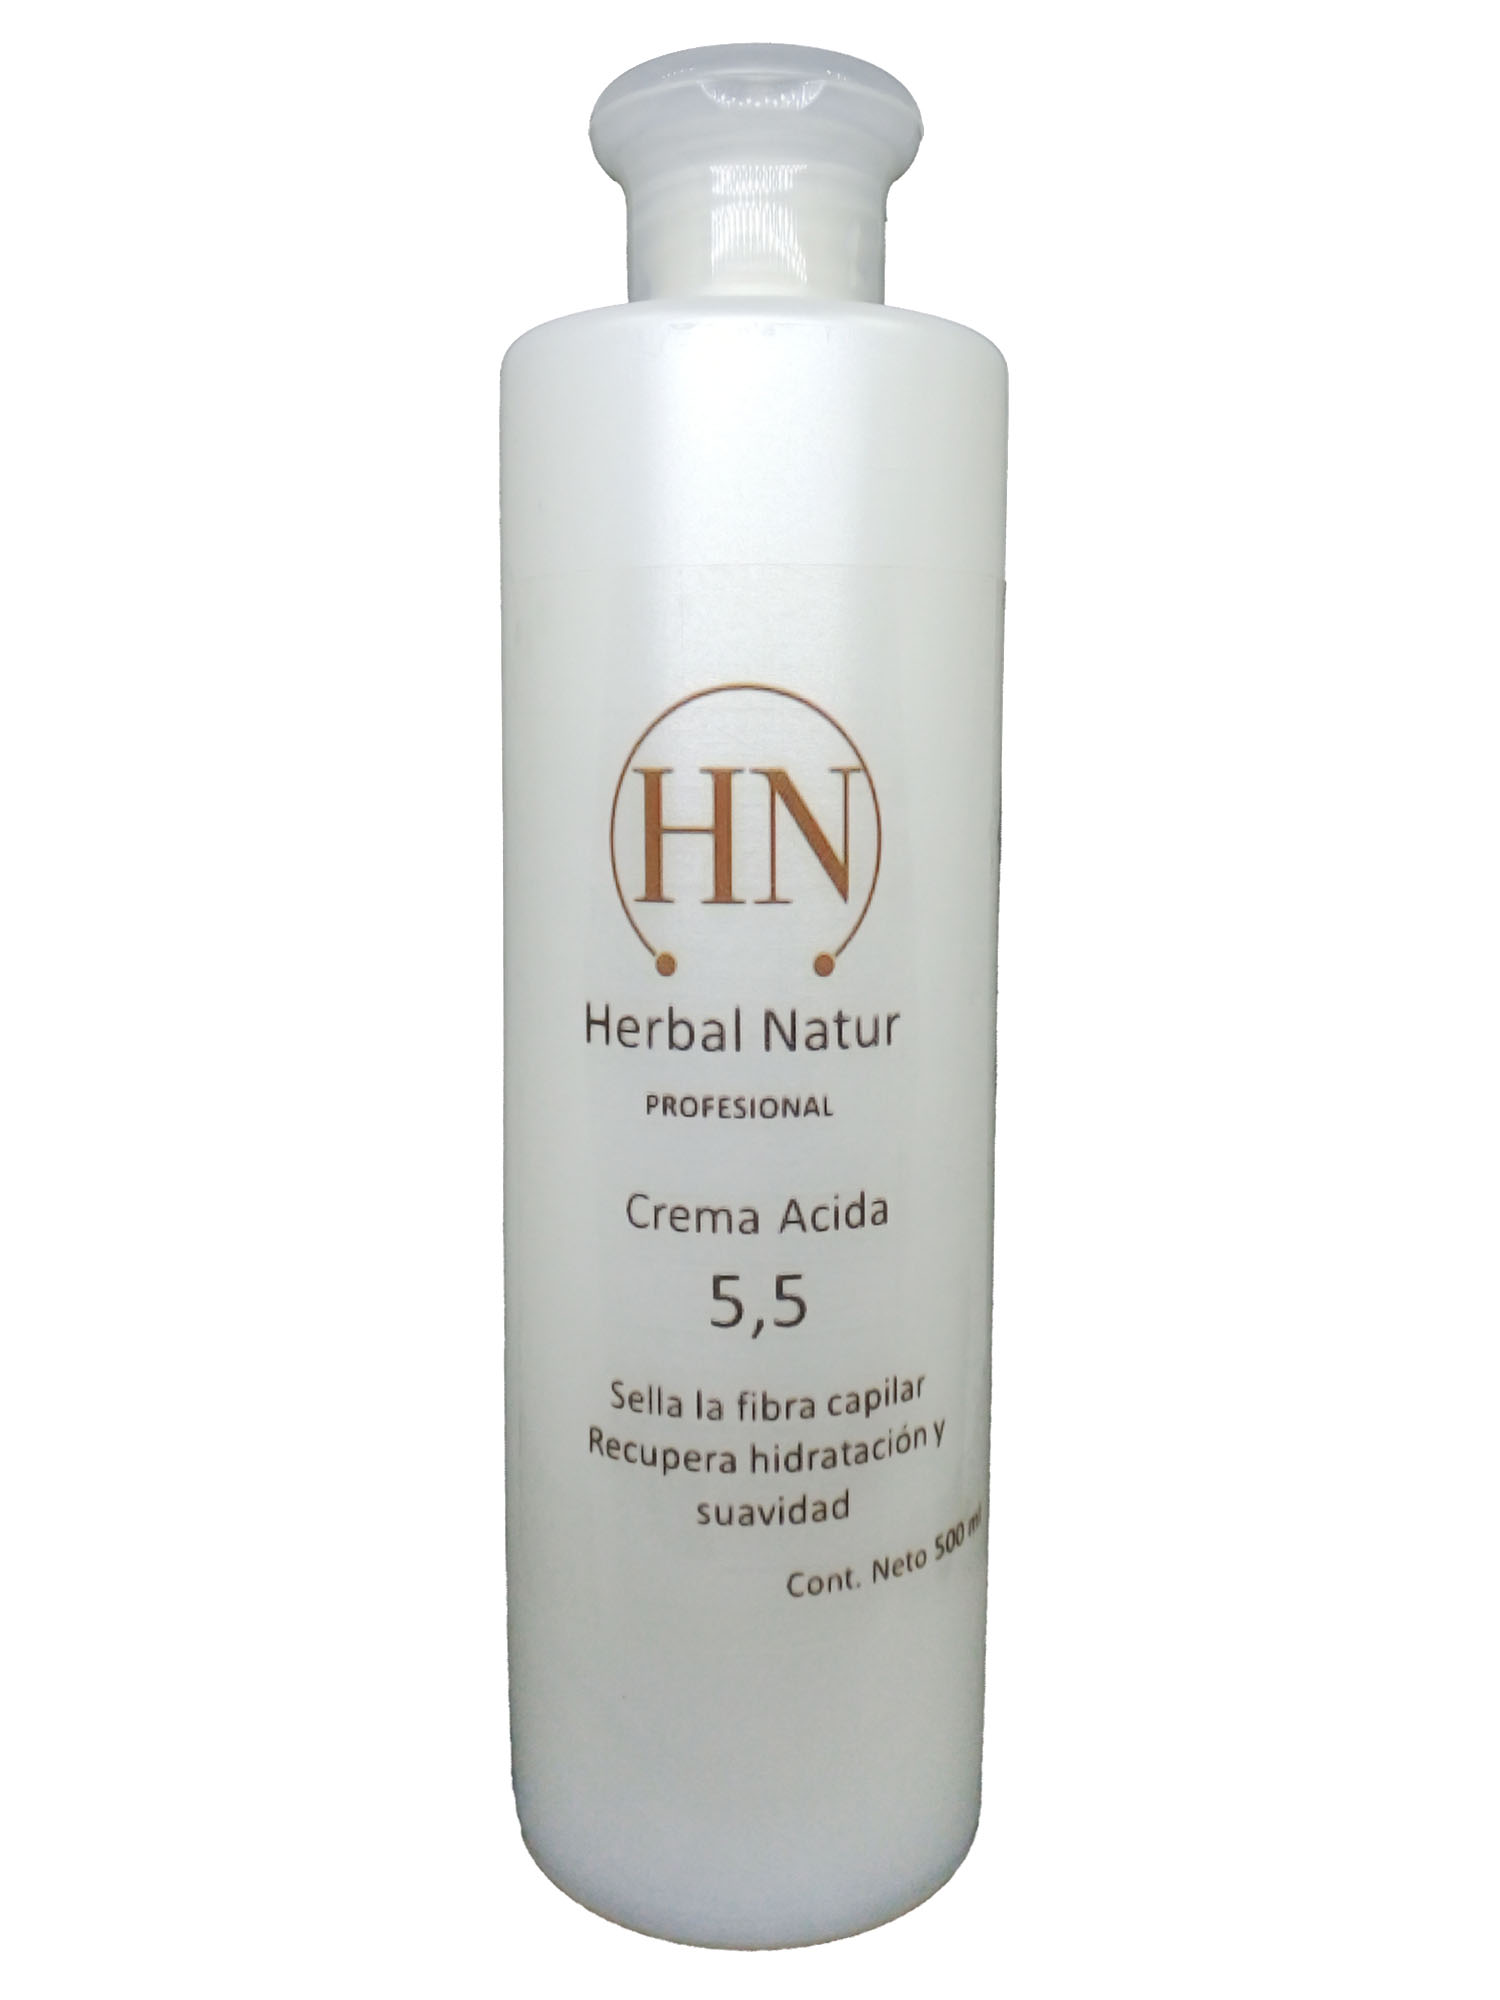 HN
Herbal Natur
PROFESIONAL
Crema Acida
5,5
Sella la fibra capilar
Recupera hidratación y
suavidad
Cont. Neto 500 ml